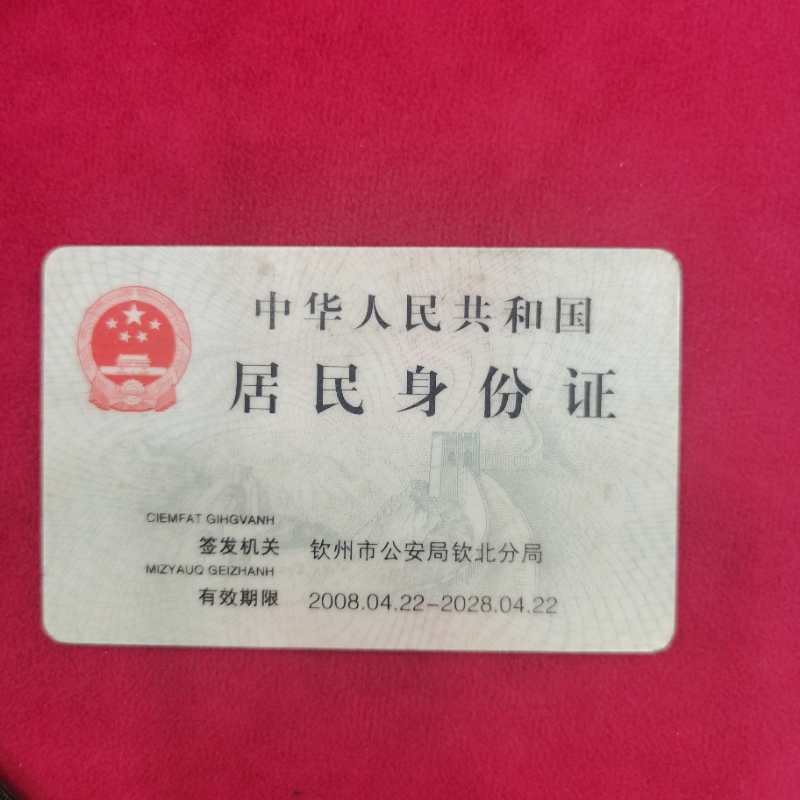 中华人民共和国
居民身份证
CIEMFAT GIHGVANH
签发机关 钦州市公安局钦北分局
MIZYAUQ GEIZHANH
有效期限 2008.04.22-2028.04.22